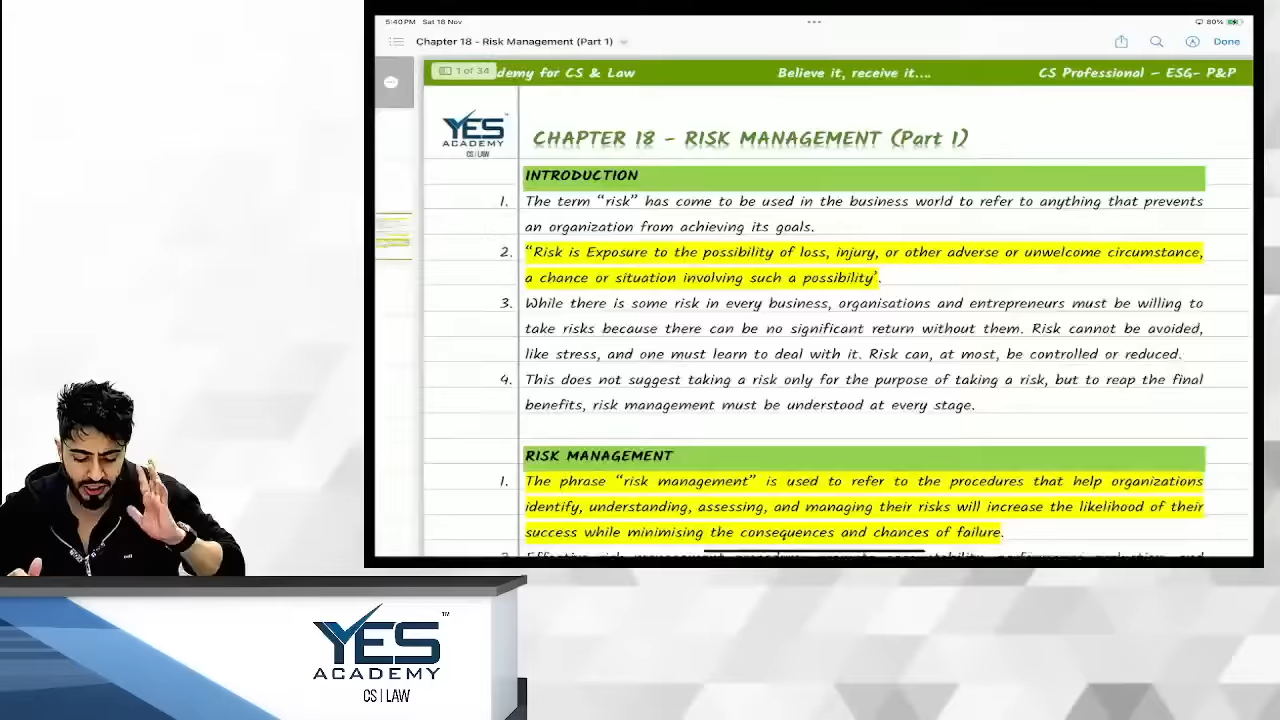 5:40 PM Sat 18 Nov
80%
Chapter 18 - Risk Management (Part 1)
Done
1 of 34
demy for CS & Law
Believe it, receive it....
CS Professional – ESG- P&P
YES
ACADEMY
CS | LAW
CHAPTER 18 - RISK MANAGEMENT (Part 1)
INTRODUCTION
1. The term “risk” has come to be used in the business world to refer to anything that prevents
an organization from achieving its goals.
2. “Risk is Exposure to the possibility of loss, injury, or other adverse or unwelcome circumstance,
a chance or situation involving such a possibility’.
3. While there is some risk in every business, organisations and entrepreneurs must be willing to
take risks because there can be no significant return without them. Risk cannot be avoided,
like stress, and one must learn to deal with it. Risk can, at most, be controlled or reduced.
4. This does not suggest taking a risk only for the purpose of taking a risk, but to reap the final
benefits, risk management must be understood at every stage.
RISK MANAGEMENT
1. The phrase “risk management” is used to refer to the procedures that help organizations
identify, understanding, assessing, and managing their risks will increase the likelihood of their
success while minimising the consequences and chances of failure.
YES™
ACADEMY
CS | LAW